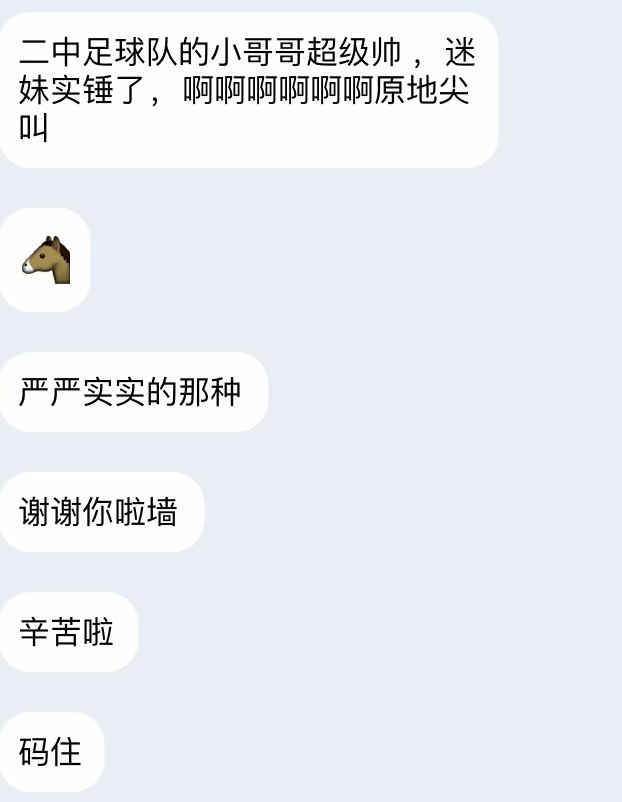 二中足球队的小哥哥超级帅，迷
妹实锤了，啊啊啊啊啊啊原地尖
叫
🐴
严严实实的那种
谢谢你啦墙
辛苦啦
码住